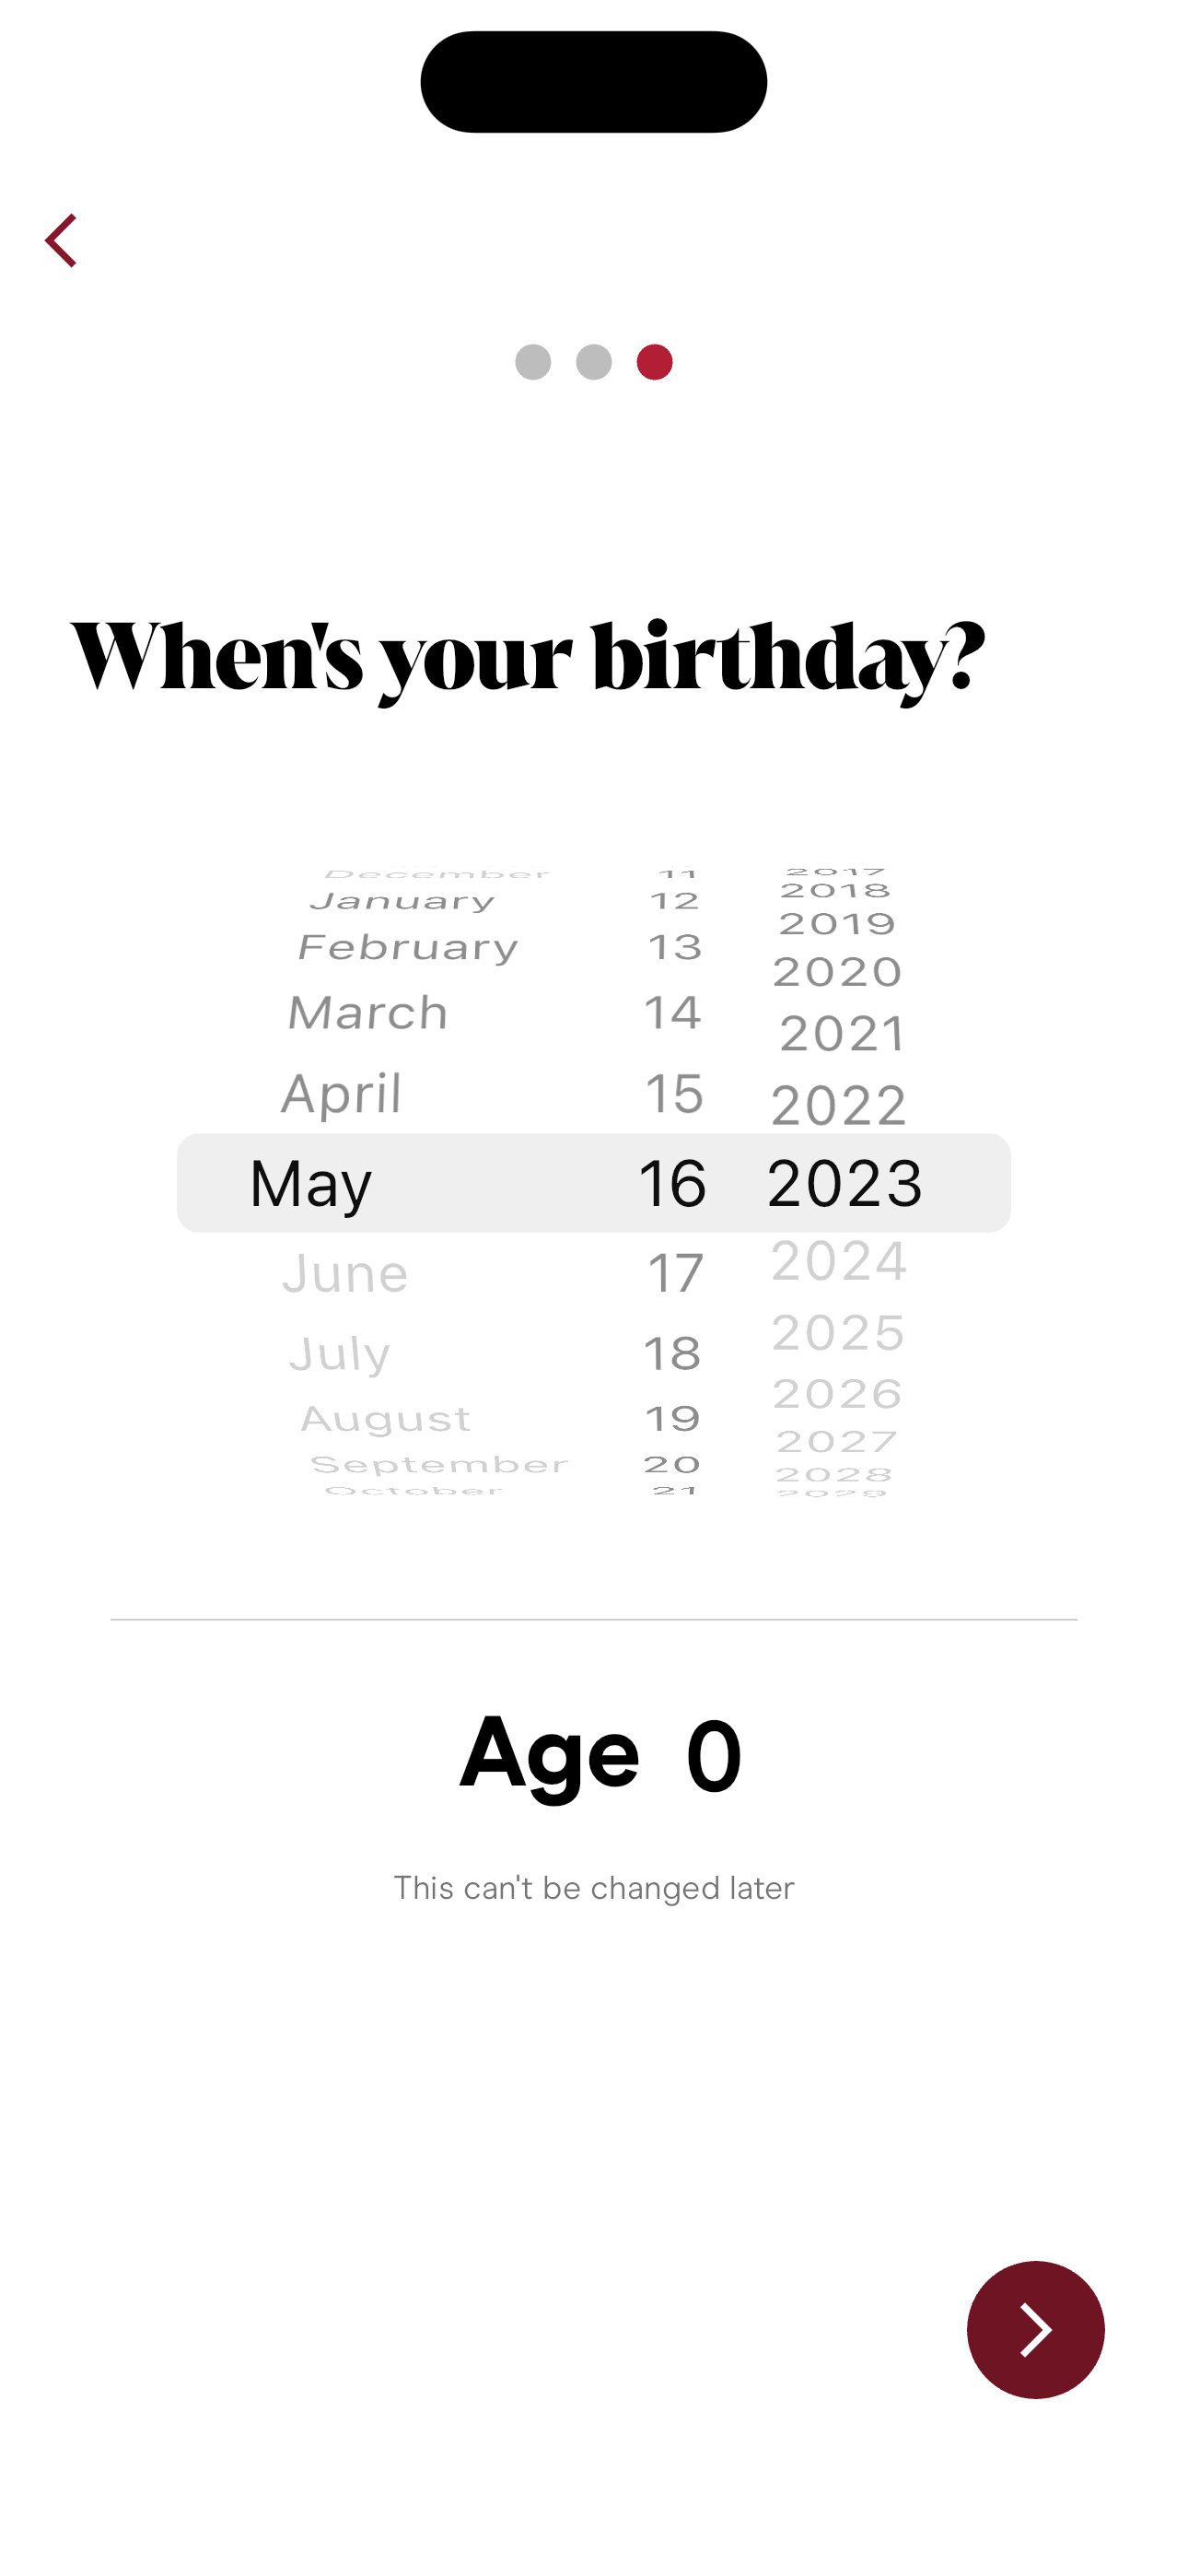 When's your birthday?
December 11 2017
January 12 2018
February 13 2019
March 14 2020
2021
April 15 2022
May 16 2023
June 17 2024
July 18 2025
August 19 2026
September 20 2027
2028
October 21 2029
Age 0
This can't be changed later